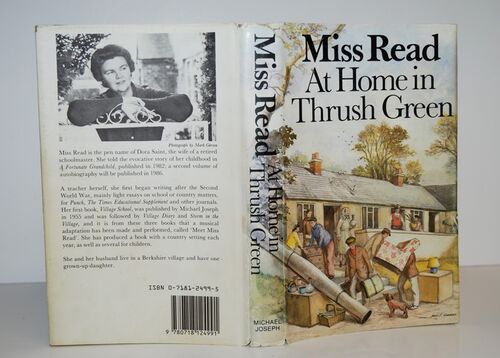 Photograph by Mark Gerson
Miss Read is the pen name of Dora Saint, the wife of a retired
schoolmaster. She told the evocative story of her childhood in
A Fortunate Grandchild, published in 1982; a second volume of
autobiography will be published in 1986.
A teacher herself, she first began writing after the Second
World War, mainly light essays on school or country matters,
for Punch, The Times Educational Supplement and other journals.
Her first book, Village School, was published by Michael Joseph
in 1955 and was followed by Village Diary and Storm in the
Village, and it is from these three books that a musical
adaptation has been made and performed, called 'Meet Miss
Read'. She has produced a book with a country setting each
year, as well as several for children.
She and her husband live in a Berkshire village and have one
grown-up daughter.
ISBN 0-7181-2499-5
9 780718 124991
Miss Read
At Home in
Thrush Green
MICHAEL
JOSEPH
Miss Read
At Home in
Thrush Green